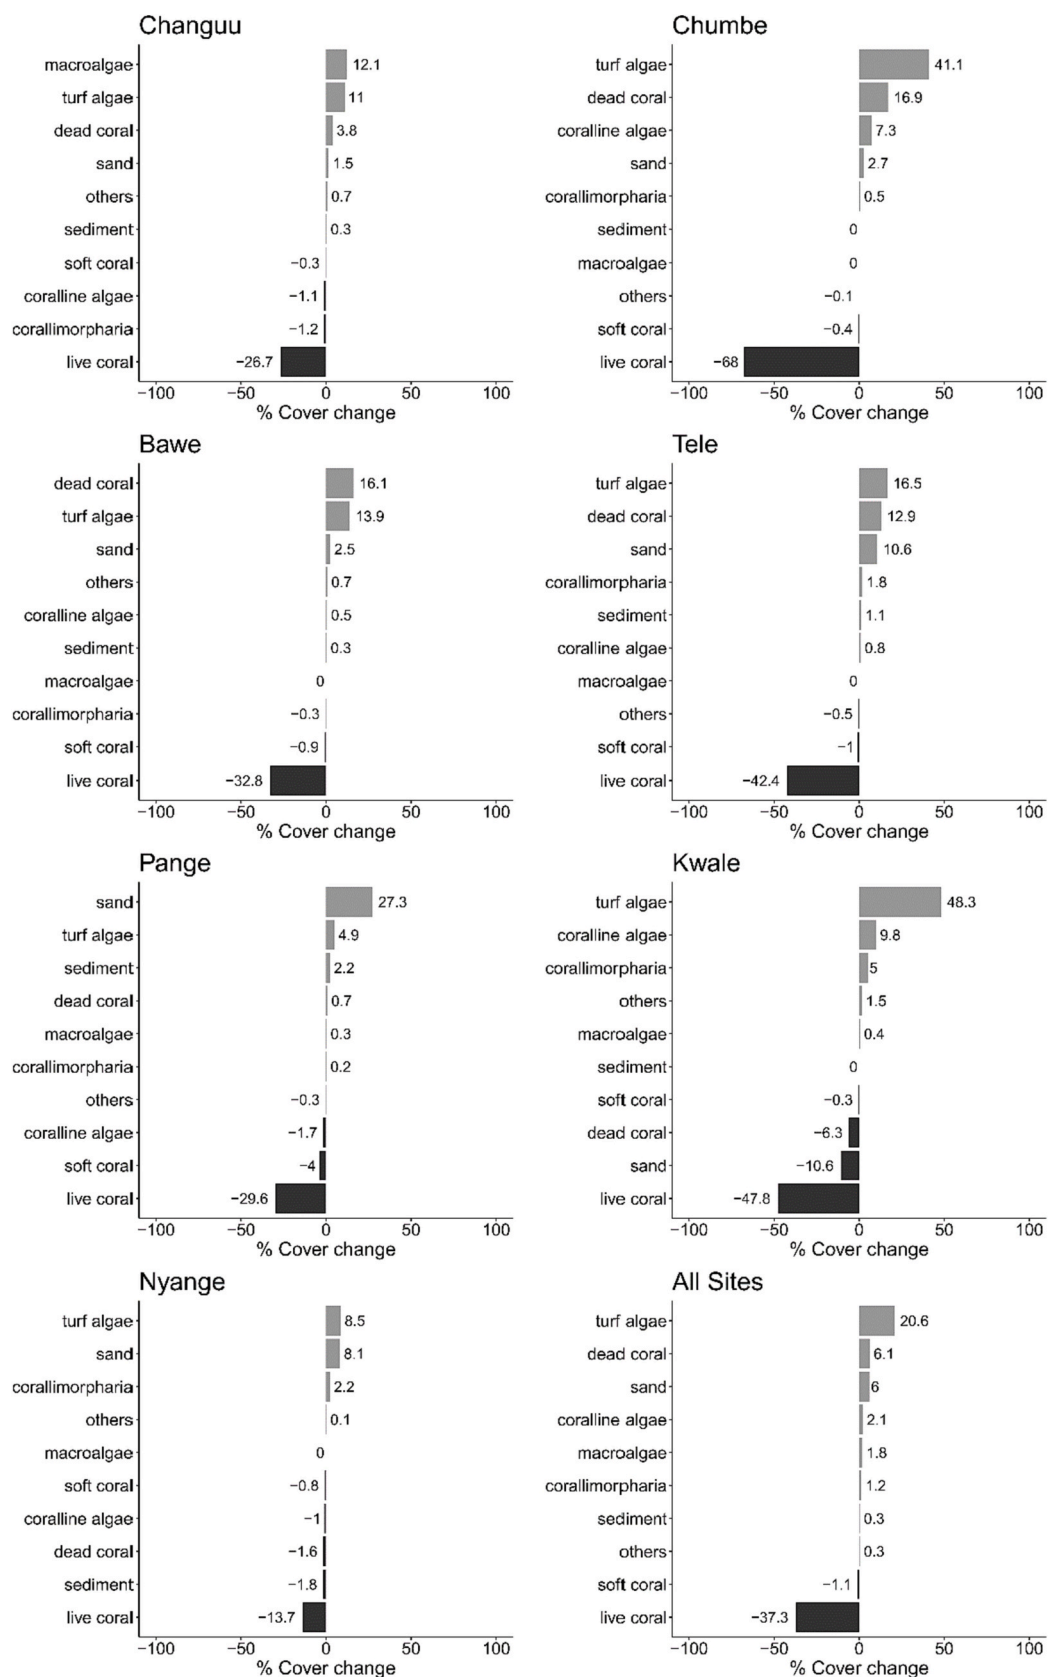 Changuu
macroalgae 12.1
turf algae 11
dead coral 3.8
sand 1.5
others 0.7
sediment 0.3
soft coral −0.3
coralline algae −1.1
corallimorpharia −1.2
live coral −26.7
−100 −50 0 50 100
% Cover change
Chumbe
turf algae 41.1
dead coral 16.9
coralline algae 7.3
sand 2.7
corallimorpharia 0.5
sediment 0
macroalgae 0
others −0.1
soft coral −0.4
live coral −68
−100 −50 0 50 100
% Cover change
Bawe
dead coral 16.1
turf algae 13.9
sand 2.5
others 0.7
coralline algae 0.5
sediment 0.3
macroalgae 0
corallimorpharia −0.3
soft coral −0.9
live coral −32.8
−100 −50 0 50 100
% Cover change
Tele
turf algae 16.5
dead coral 12.9
sand 10.6
corallimorpharia 1.8
sediment 1.1
coralline algae 0.8
macroalgae 0
others −0.5
soft coral −1
live coral −42.4
−100 −50 0 50 100
% Cover change
Pange
sand 27.3
turf algae 4.9
sediment 2.2
dead coral 0.7
macroalgae 0.3
corallimorpharia 0.2
others −0.3
coralline algae −1.7
soft coral −4
live coral −29.6
−100 −50 0 50 100
% Cover change
Kwale
turf algae 48.3
coralline algae 9.8
corallimorpharia 5
others 1.5
macroalgae 0.4
sediment 0
soft coral −0.3
dead coral −6.3
sand −10.6
live coral −47.8
−100 −50 0 50 100
% Cover change
Nyange
turf algae 8.5
sand 8.1
corallimorpharia 2.2
others 0.1
macroalgae 0
soft coral −0.8
coralline algae −1
dead coral −1.6
sediment −1.8
live coral −13.7
−100 −50 0 50 100
% Cover change
All Sites
turf algae 20.6
dead coral 6.1
sand 6
coralline algae 2.1
macroalgae 1.8
corallimorpharia 1.2
sediment 0.3
others 0.3
soft coral −1.1
live coral −37.3
−100 −50 0 50 100
% Cover change